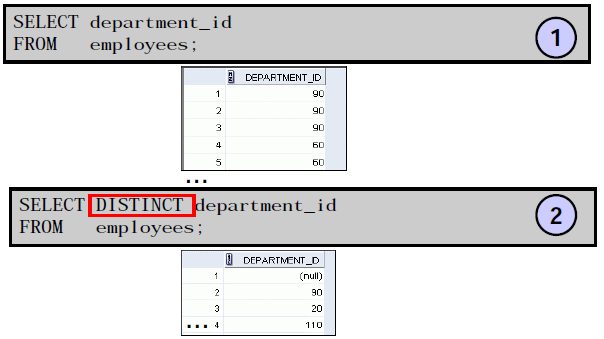 SELECT department_id
FROM employees;
1
DEPARTMENT_ID
1 90
2 90
3 90
4 60
5 60
...
SELECT DISTINCT department_id
FROM employees;
2
DEPARTMENT_ID
1 (null)
2 90
3 20
... 4 110